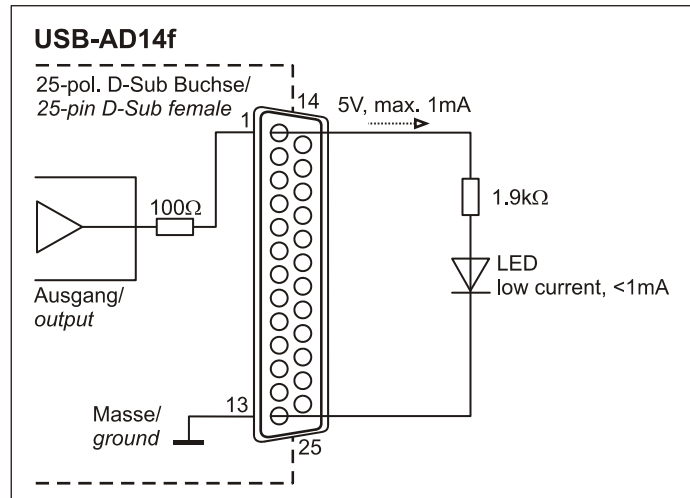 USB-AD14f
25-pol. D-Sub Buchse/
25-pin D-Sub female
14
1
5V, max. 1mA
100Ω
1.9kΩ
LED
low current, <1mA
Ausgang/
output
Masse/
ground
13
25